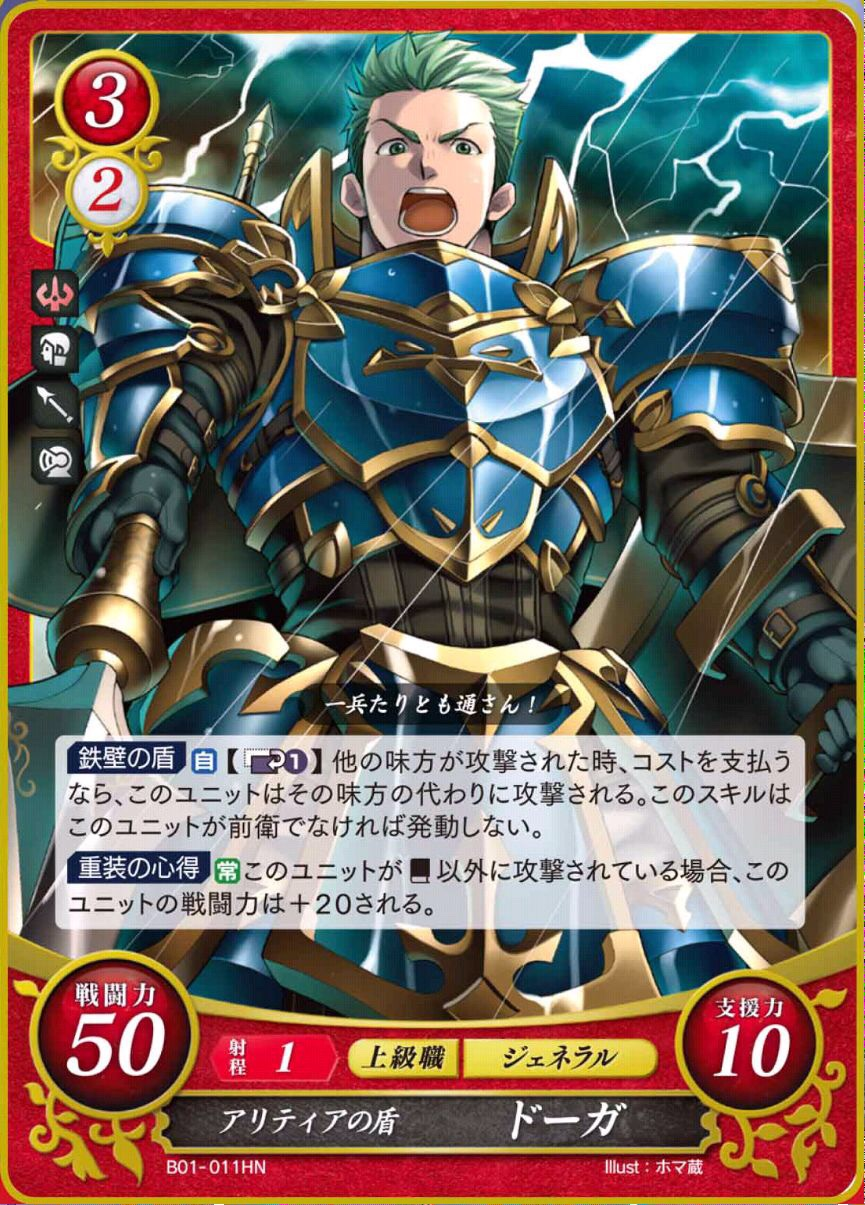 3
2
一兵たりとも通さん！
鉄壁の盾 自【1】他の味方が攻撃された時、コストを支払う
なら、このユニットはその味方の代わりに攻撃される。このスキルは
このユニットが前衛でなければ発動しない。
重装の心得 常 このユニットが 以外に攻撃されている場合、この
ユニットの戦闘力は＋20される。
戦闘力
50
射程 1 上級職 ジェネラル
支援力
10
アリティアの盾 ドーガ
B01-011HN Illust：ホマ蔵